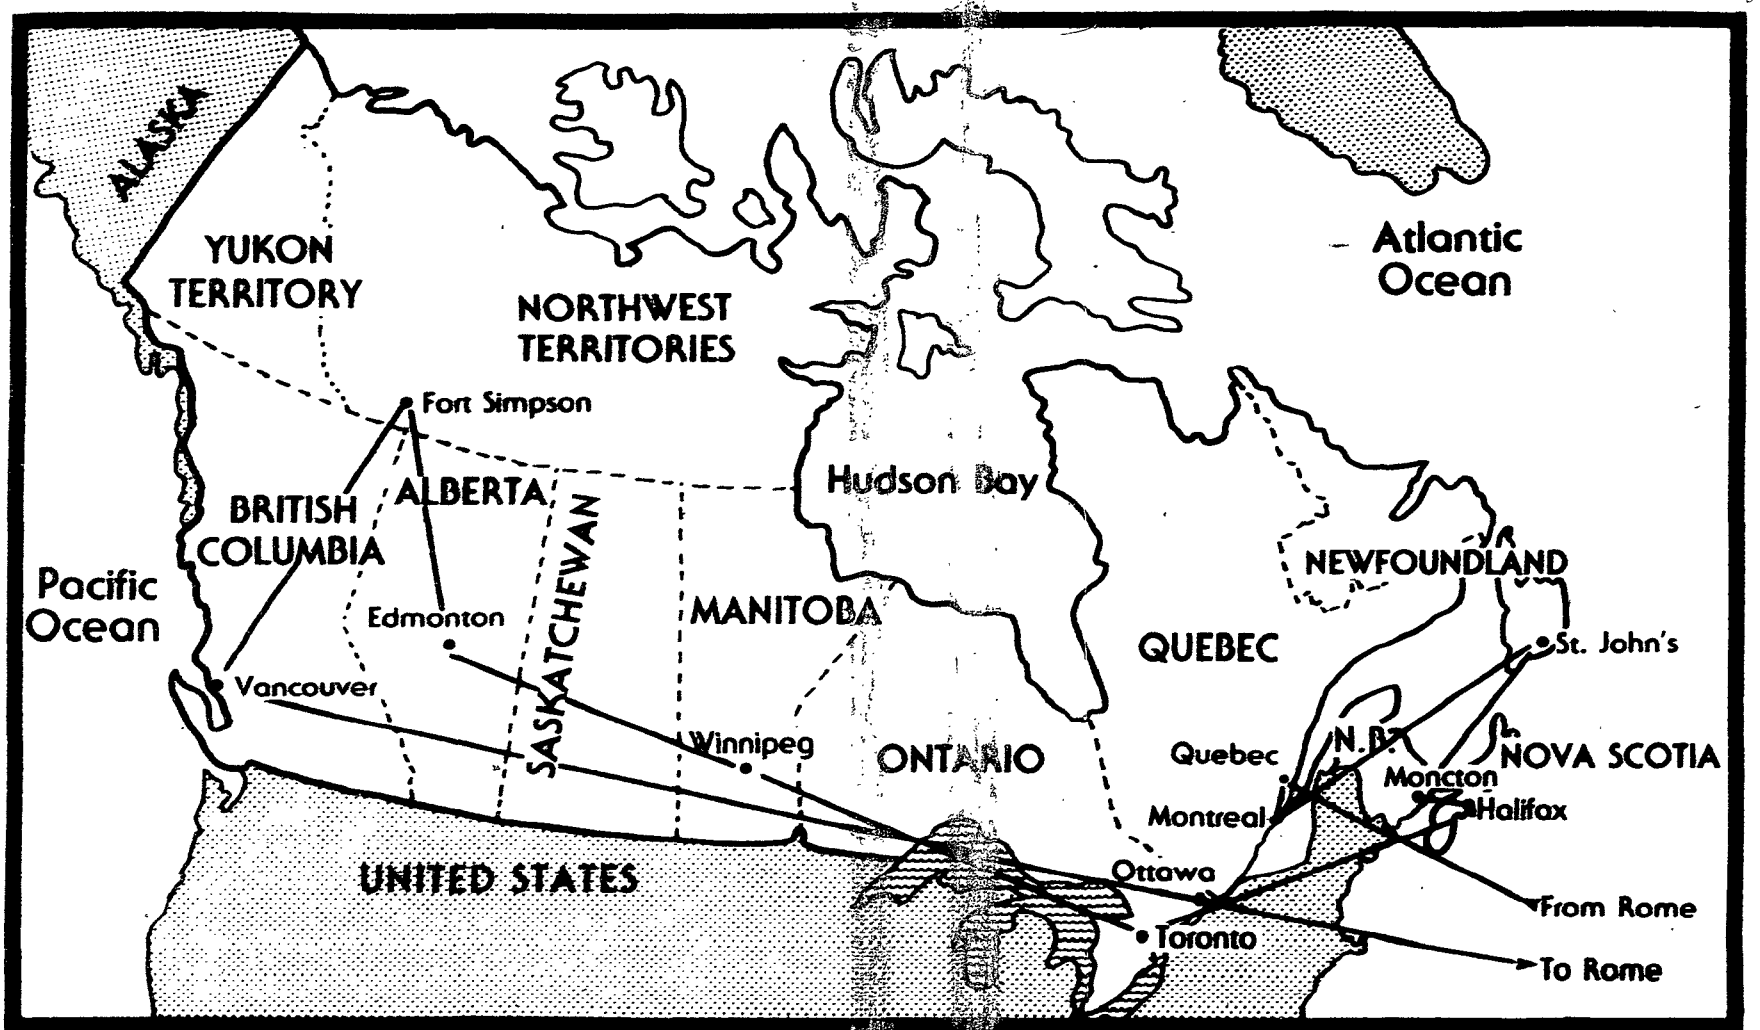 ALASKA
YUKON
TERRITORY
NORTHWEST
TERRITORIES
Atlantic
Ocean
Fort Simpson
Hudson Bay
ALBERTA
BRITISH
COLUMBIA
SASKATCHEWAN
NEWFOUNDLAND
Pacific
Ocean
Edmonton
MANITOBA
QUEBEC
St. John's
Vancouver
Winnipeg
ONTARIO
Quebec
N.B.
NOVA SCOTIA
Moncton
Montreal
Halifax
UNITED STATES
Ottawa
From Rome
Toronto
To Rome